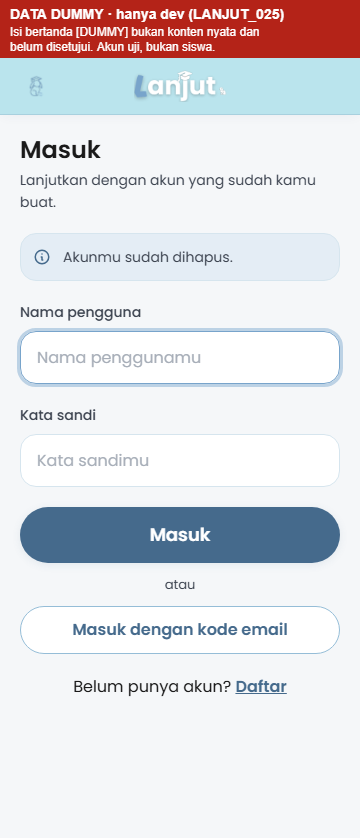 DATA DUMMY · hanya dev (LANJUT_025)
Isi bertanda [DUMMY] bukan konten nyata dan
belum disetujui. Akun uji, bukan siswa.
Lanjut
Masuk
Lanjutkan dengan akun yang sudah kamu
buat.
Akunmu sudah dihapus.
Nama pengguna
Nama penggunamu
Kata sandi
Kata sandimu
Masuk
atau
Masuk dengan kode email
Belum punya akun? Daftar